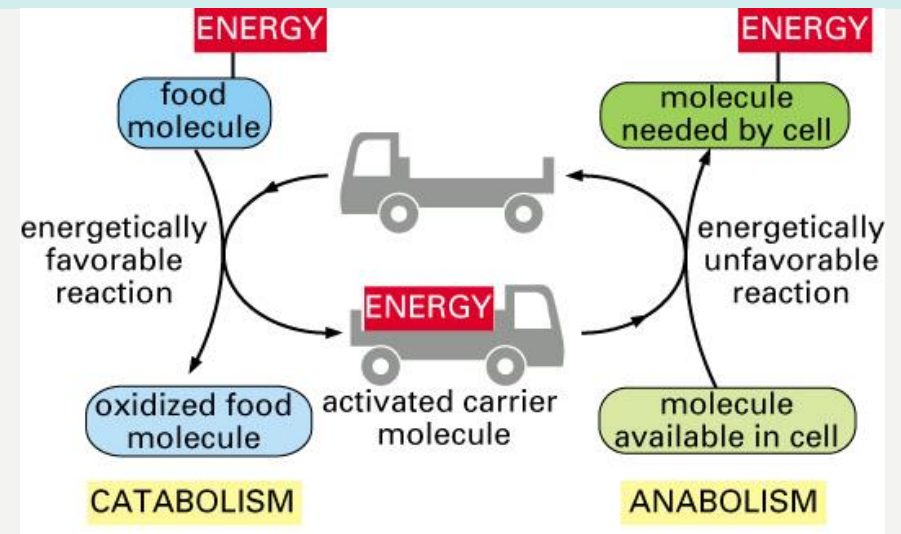 ENERGY
food
molecule
energetically
favorable
reaction
oxidized food
molecule
CATABOLISM
ENERGY
activated carrier
molecule
ENERGY
molecule
needed by cell
energetically
unfavorable
reaction
molecule
available in cell
ANABOLISM